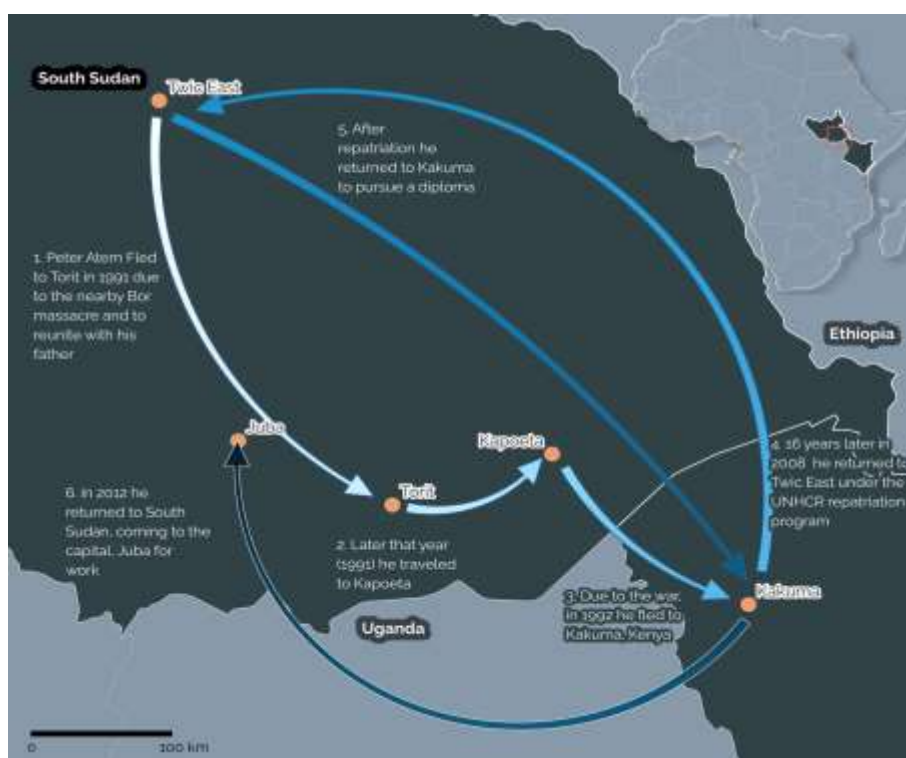 South Sudan
Twic East
5. After
repatriation he
returned to Kakuma
to pursue a diploma
1. Peter Atem Fled
to Torit in 1991 due
to the nearby Bor
massacre and to
reunite with his
father
Ethiopia
Juba
Kapoeta
4. 16 years later in
2008 he returned to
Twic East under the
UNHCR repatriation
program
Torit
6. In 2012 he
returned to South
Sudan, coming to the
capital, Juba for
work
2. Later that year
(1991) he traveled
to Kapoeta
3. Due to the war,
in 1992 he fled to
Kakuma, Kenya
Kakuma
Uganda
0 100 km